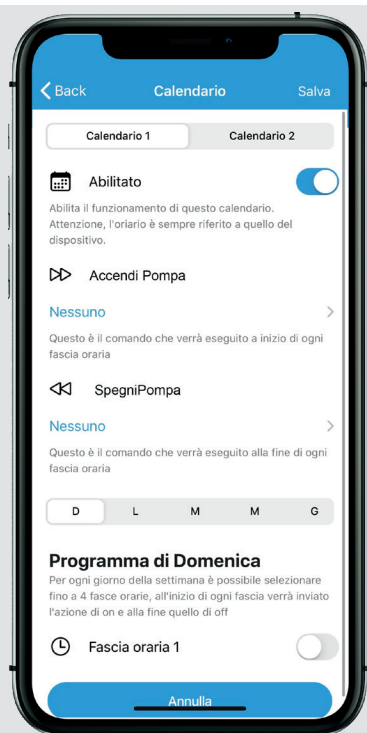 Back Calendario Salva
Calendario 1 Calendario 2
Abilitato
Abilita il funzionamento di questo calendario.
Attenzione, l'oriario è sempre riferito a quello del
dispositivo.
Accendi Pompa
Nessuno
Questo è il comando che verrà eseguito a inizio di ogni
fascia oraria
SpegniPompa
Nessuno
Questo è il comando che verrà eseguito alla fine di ogni
fascia oraria
D L M M G
Programma di Domenica
Per ogni giorno della settimana è possibile selezionare
fino a 4 fasce orarie, all'inizio di ogni fascia verrà inviato
l'azione di on e alla fine quello di off
Fascia oraria 1
Annulla